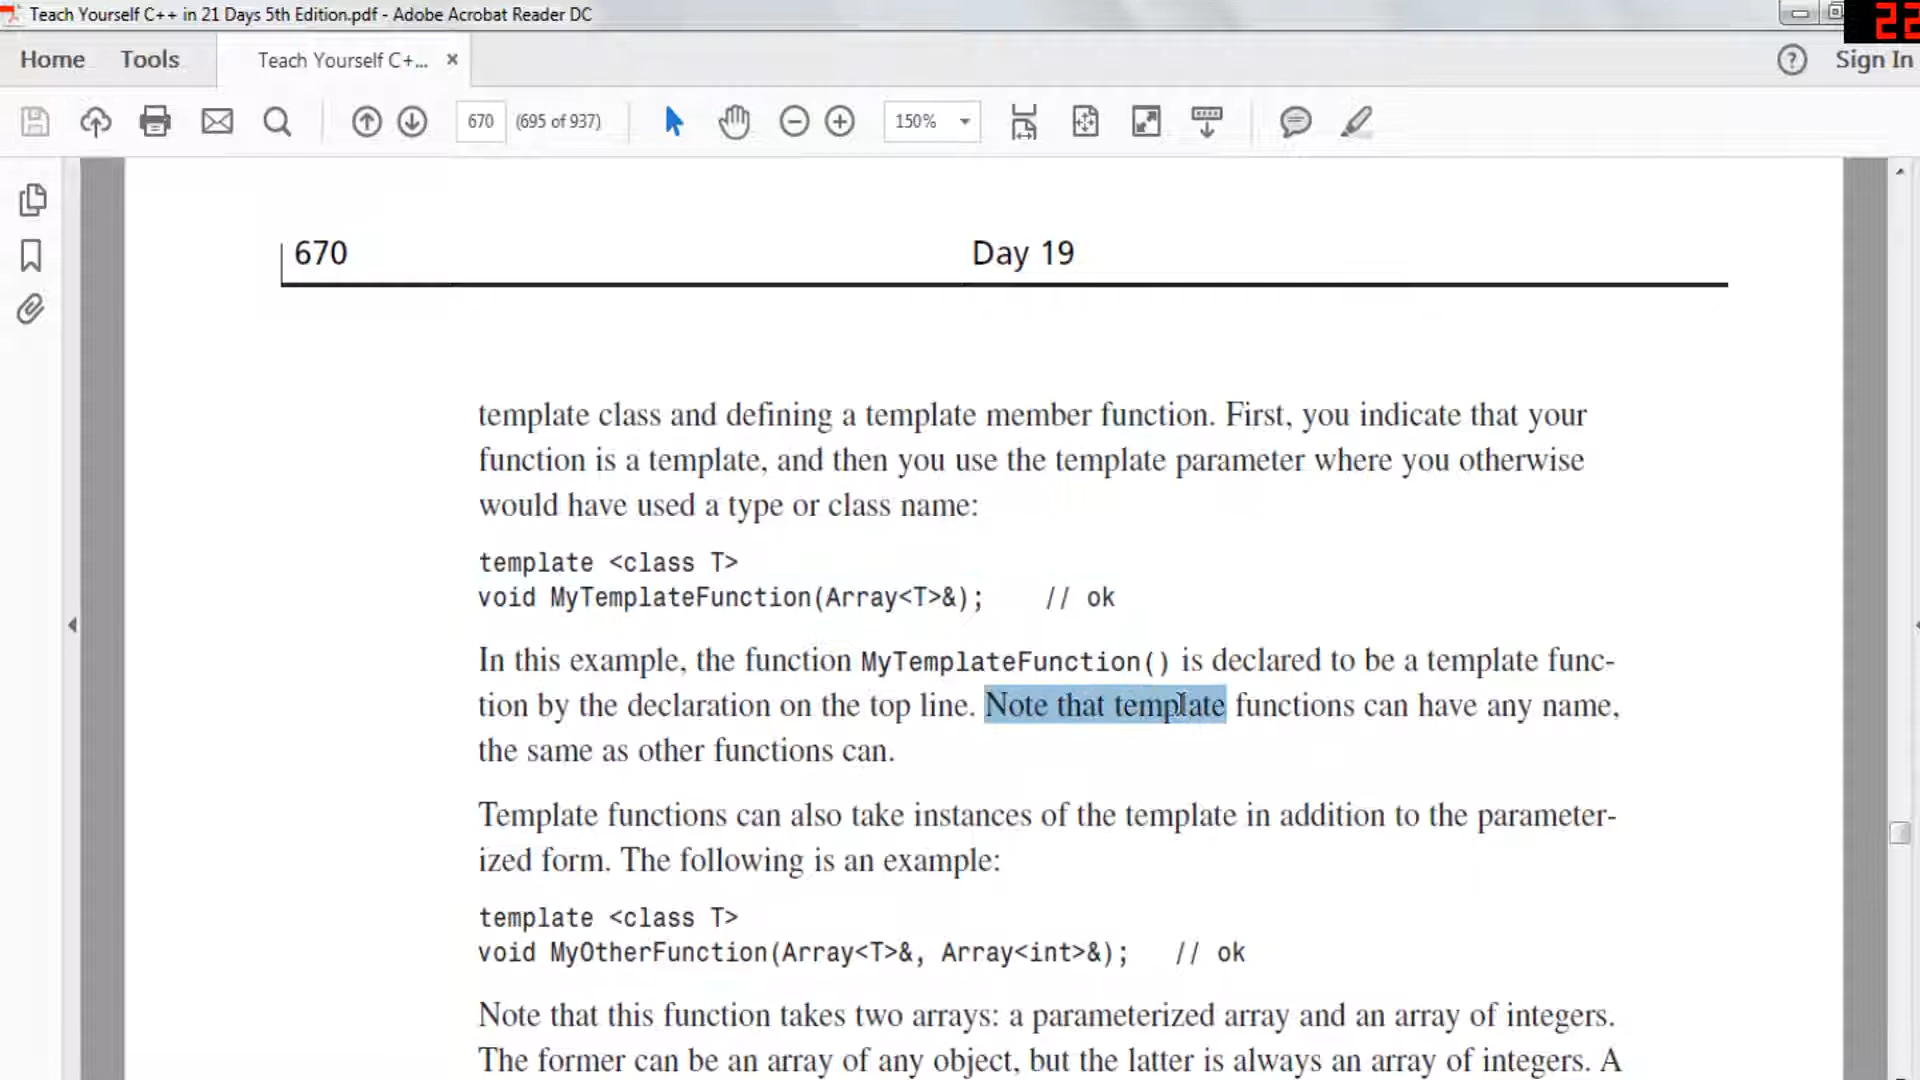 Teach Yourself C++ in 21 Days 5th Edition.pdf - Adobe Acrobat Reader DC
22
Home Tools Teach Yourself C+... × ? Sign In
670 (695 of 937) 150%
670 Day 19
template class and defining a template member function. First, you indicate that your
function is a template, and then you use the template parameter where you otherwise
would have used a type or class name:
template <class T>
void MyTemplateFunction(Array<T>&); // ok
In this example, the function MyTemplateFunction() is declared to be a template func-
tion by the declaration on the top line. Note that template functions can have any name,
the same as other functions can.
Template functions can also take instances of the template in addition to the parameter-
ized form. The following is an example:
template <class T>
void MyOtherFunction(Array<T>&, Array<int>&); // ok
Note that this function takes two arrays: a parameterized array and an array of integers.
The former can be an array of any object, but the latter is always an array of integers. A